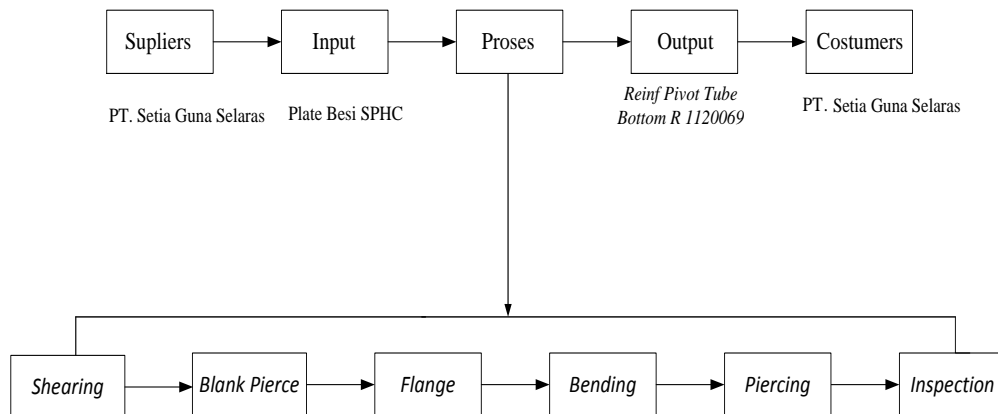 Supliers
Input
Proses
Output
Costumers
PT. Setia Guna Selaras
Plate Besi SPHC
Reinf Pivot Tube
Bottom R 1120069
PT. Setia Guna Selaras
Shearing
Blank Pierce
Flange
Bending
Piercing
Inspection